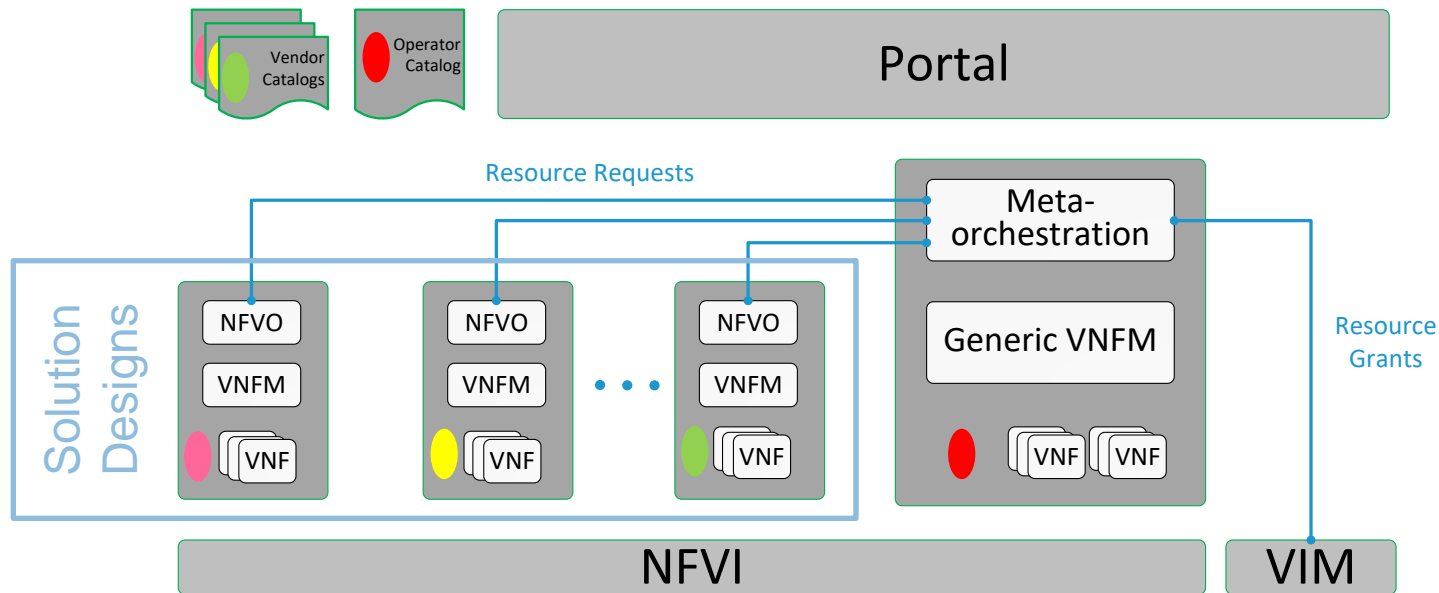 Vendor
Catalogs
Operator
Catalog
Portal
Resource Requests
Meta-
orchestration
Solution
Designs
NFVO
VNFM
VNF
NFVO
VNFM
VNF
NFVO
VNFM
VNF
Generic VNFM
VNF
VNF
Resource
Grants
NFVI
VIM